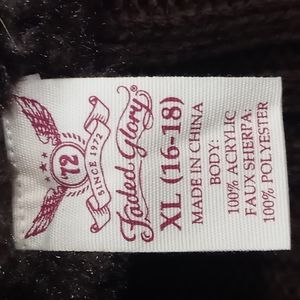 72
SINCE 1972
Faded Glory®
XL (16-18)
MADE IN CHINA
BODY:
100% ACRYLIC
FAUX SHERPA:
100% POLYESTER